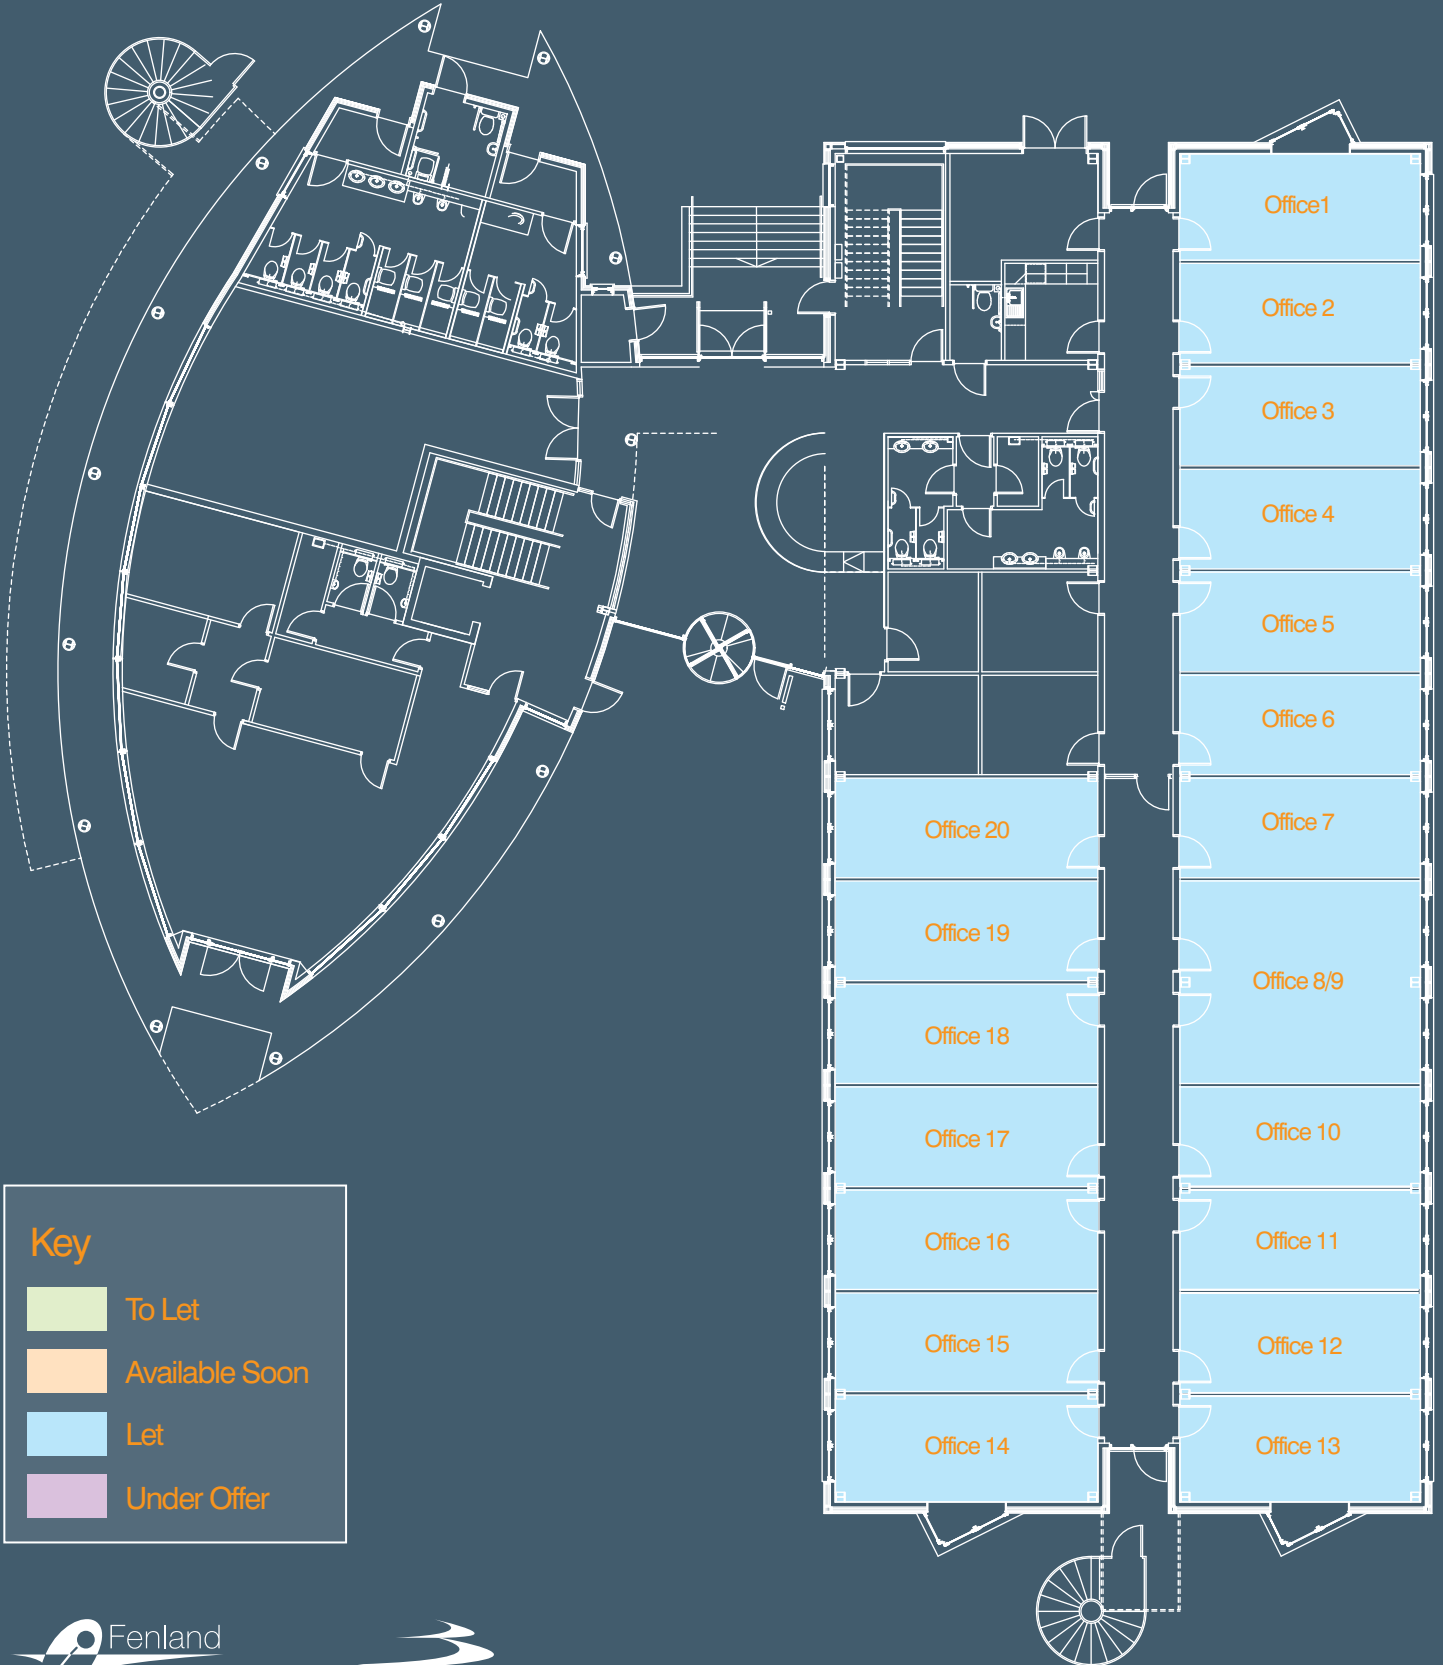 Office1
Office 2
Office 3
Office 4
Office 5
Office 6
Office 7
Office 20
Office 19
Office 8/9
Office 18
Office 17
Office 10
Office 16
Office 11
Office 15
Office 12
Office 14
Office 13
Key
To Let
Available Soon
Let
Under Offer
Fenland